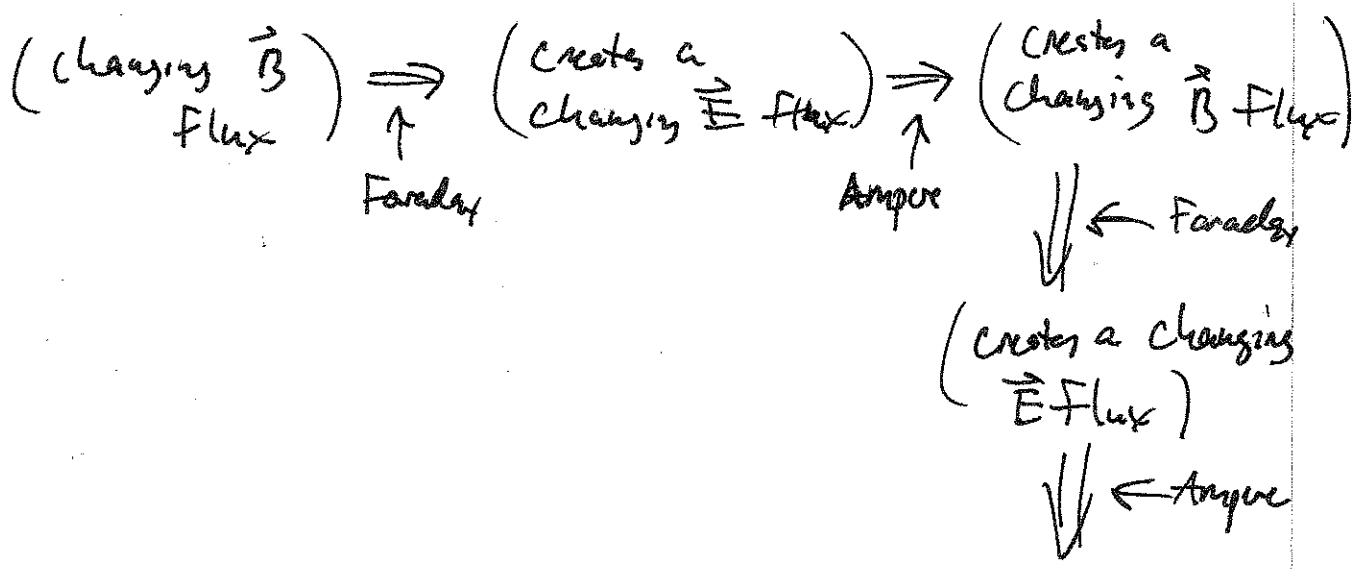 (changing B⃗ flux) ⇒ (creates a changing E⃗ flux) ⇒ (creates a changing B⃗ Flux)
↑ Faraday
↑ Ampere
⇓ ← Faraday
(creates a changing
E⃗ Flux)
⇓ ← Ampere